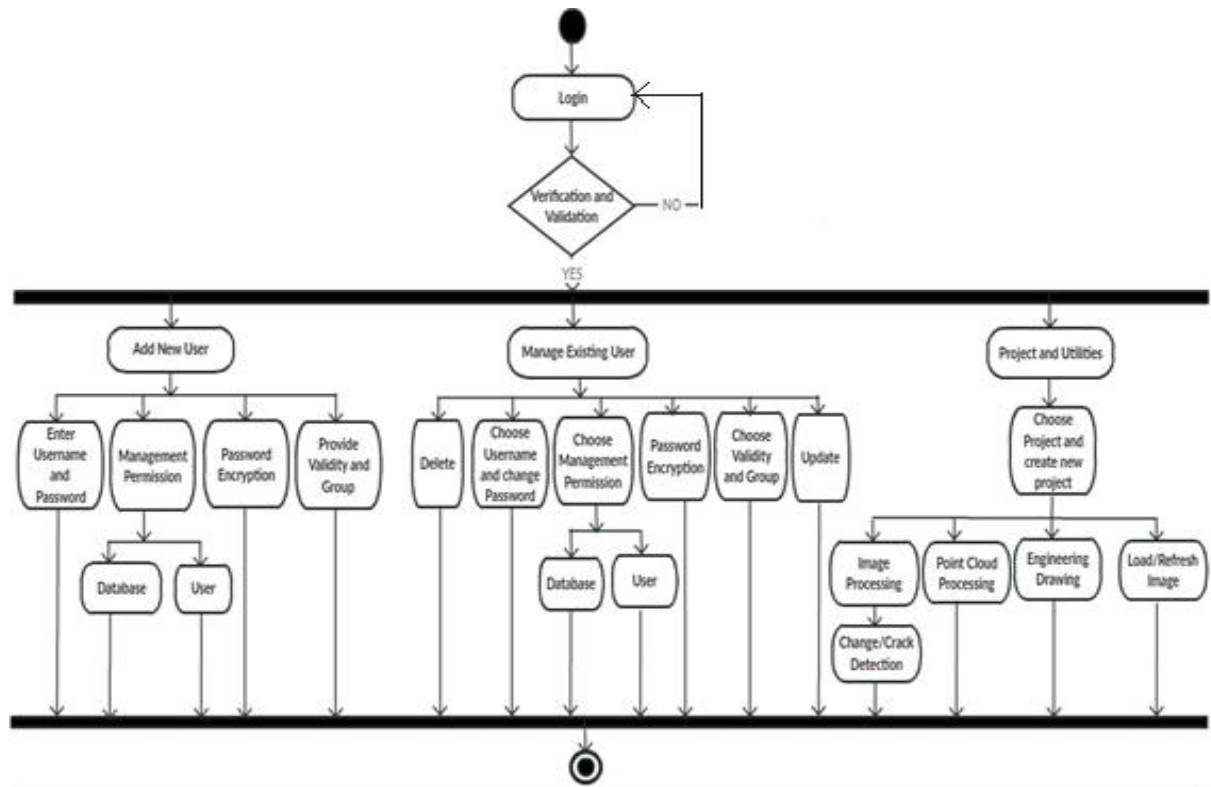 Login
Verification and
Validation
NO
YES
Add New User
Manage Existing User
Project and Utilities
Enter
Username
and
Password
Management
Permission
Password
Encryption
Provide
Validity and
Group
Delete
Choose
Username
and change
Password
Choose
Management
Permission
Password
Encryption
Choose
Validity
and Group
Update
Choose
Project and
create new
project
Database
User
Database
User
Image
Processing
Point Cloud
Processing
Engineering
Drawing
Load/Refresh
Image
Change/Crack
Detection